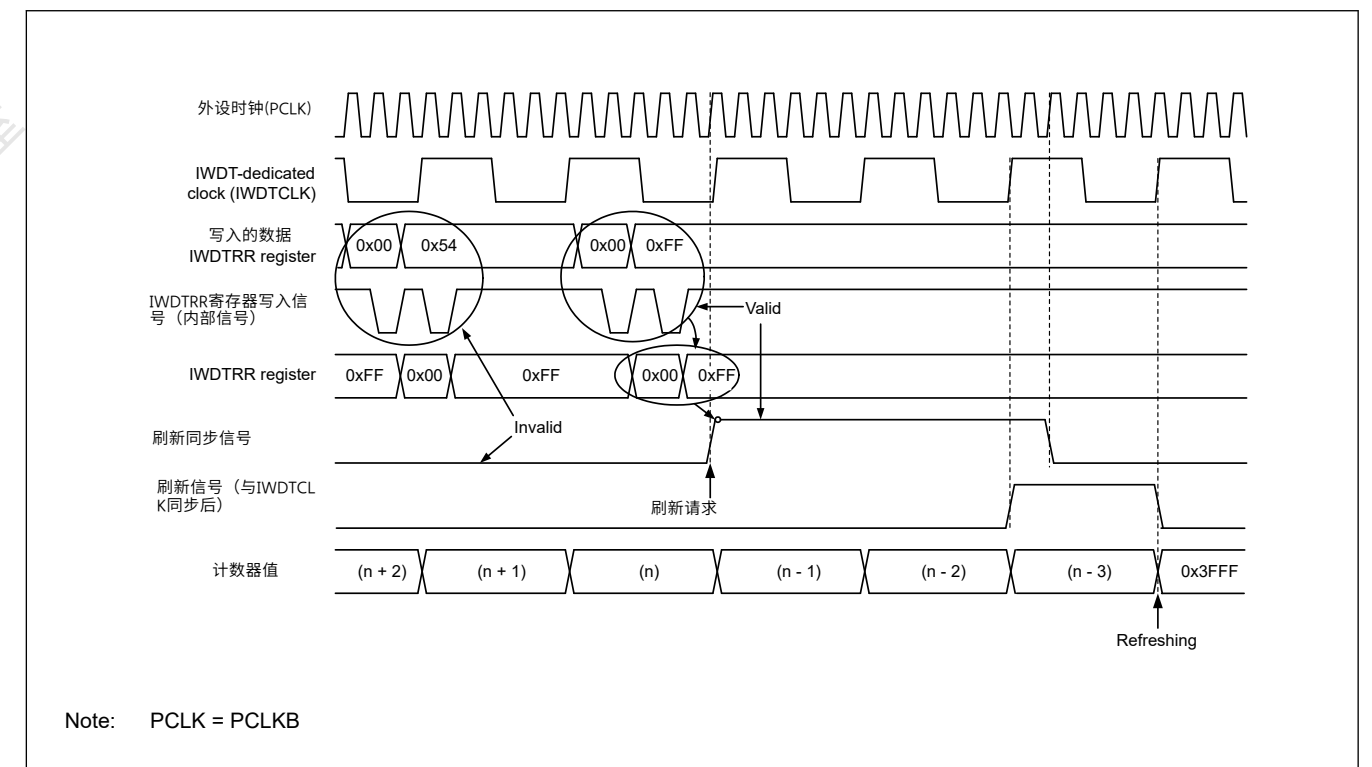 外设时钟(PCLK)
IWDT-dedicated
clock (IWDTCLK)
写入的数据
IWDTRR register
0x00
0x54
0x00
0xFF
IWDTRR寄存器写入信
号（内部信号）
Valid
IWDTRR register
0xFF
0x00
0xFF
0x00
0xFF
Invalid
刷新同步信号
刷新信号（与IWDTCL
K同步后）
刷新请求
计数器值
(n + 2)
(n + 1)
(n)
(n - 1)
(n - 2)
(n - 3)
0x3FFF
Refreshing
Note: PCLK = PCLKB